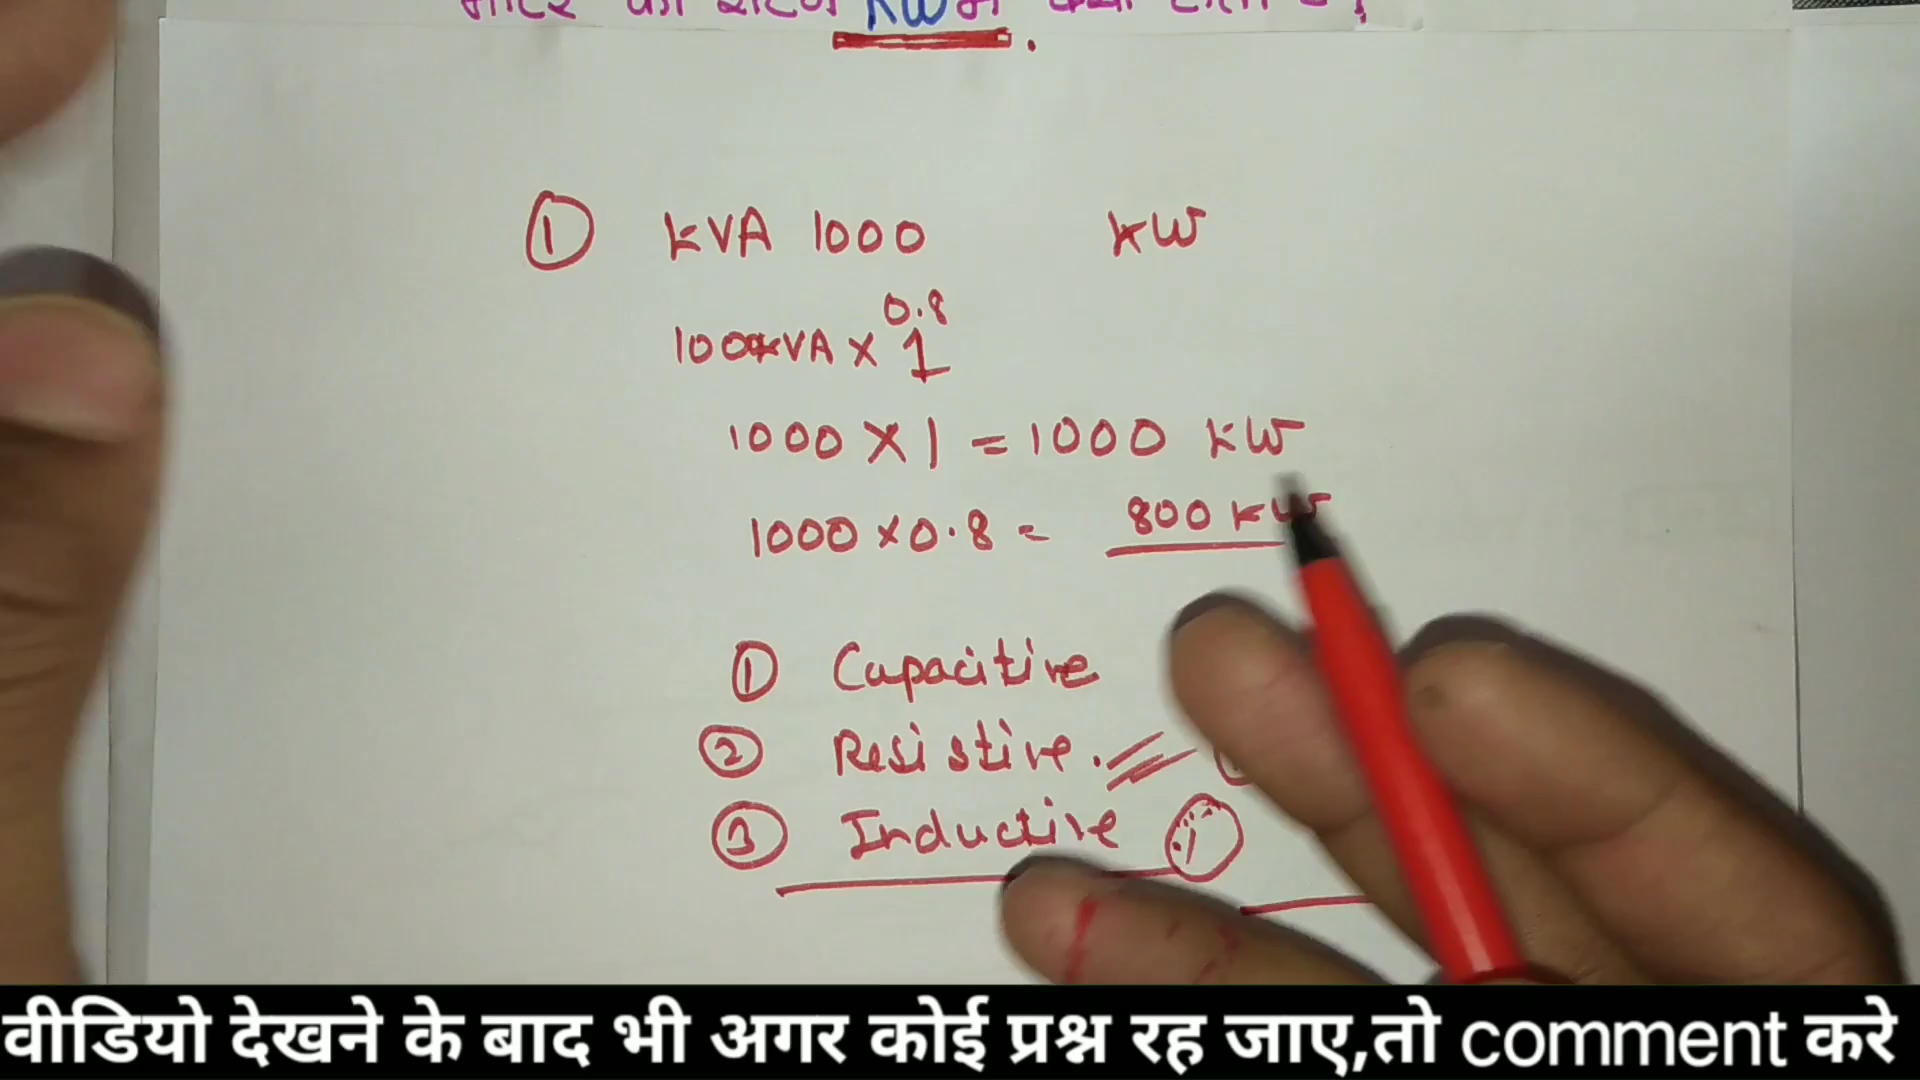 kW
① kVA 1000 kW
0.8
1000kVA x 1
1000 x 1 = 1000 kW
1000 x 0.8 = 800 kW
① Capacitive
② Resistive.
③ Inductive
वीडियो देखने के बाद भी अगर कोई प्रश्न रह जाए,तो comment करे